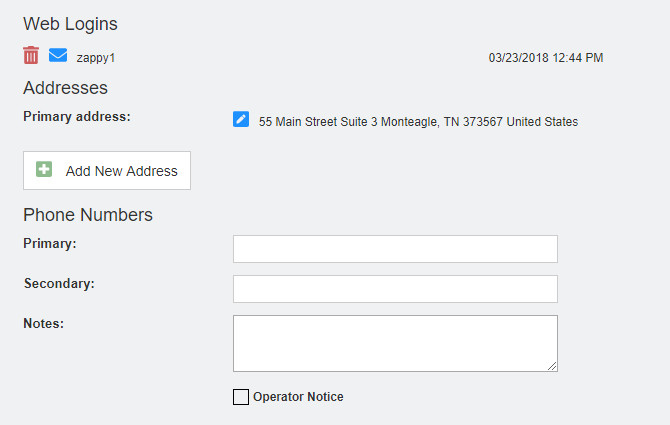 Web Logins
zappy1 03/23/2018 12:44 PM
Addresses
Primary address: 55 Main Street Suite 3 Monteagle, TN 373567 United States
Add New Address
Phone Numbers
Primary:
Secondary:
Notes:
Operator Notice